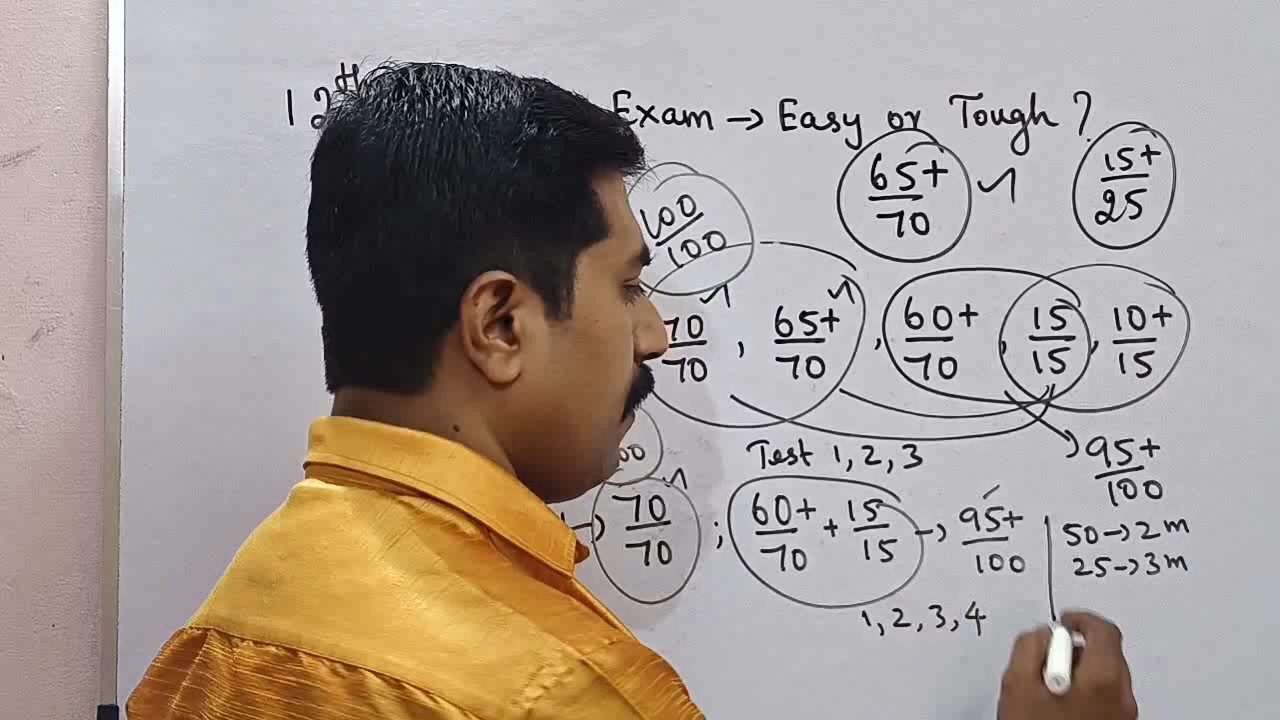 12th Exam → Easy or Tough ?
65+/70 ✓ 15+/25
100/100
70/70 ✓, 65+/70 ✓, 60+/70, 15/15, 10+/15
Test 1, 2, 3
95+/100
→ 70/70 ✓ ; 60+/70 + 15/15 → 95+/100
50 → 2m
25 → 3m
1, 2, 3, 4